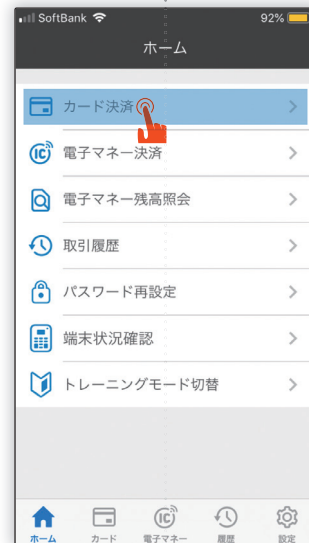 SoftBank 92%
ホーム
カード決済
IC 電子マネー決済
電子マネー残高照会
取引履歴
パスワード再設定
端末状況確認
トレーニングモード切替
IC
ホーム カード 電子マネー 履歴 設定